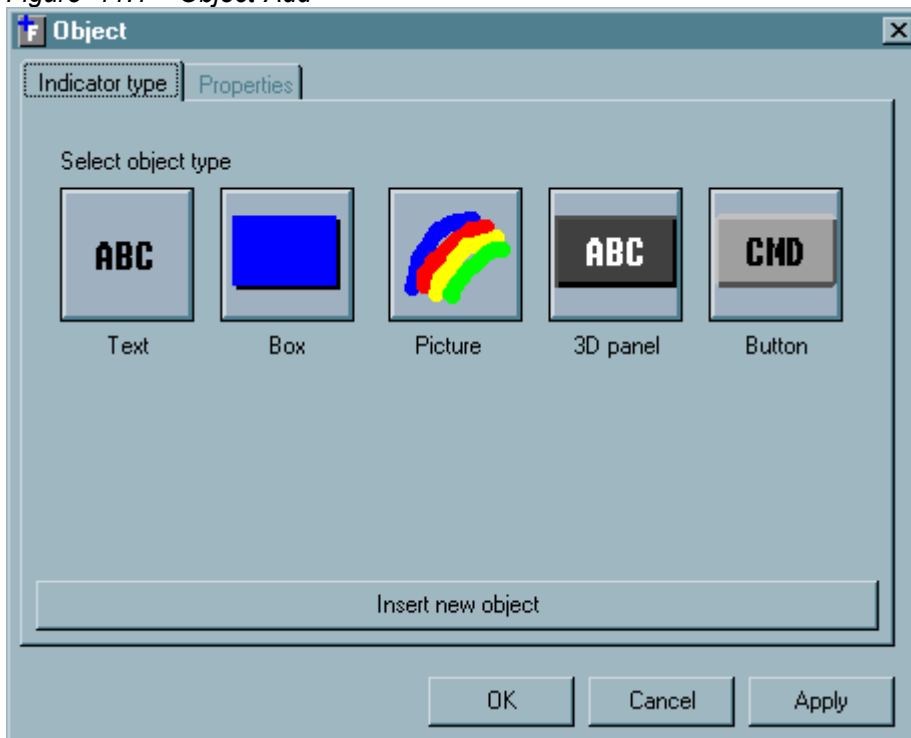 Object
Indicator type Properties
Select object type
ABC ABC CMD
Text Box Picture 3D panel Button
Insert new object
OK Cancel Apply